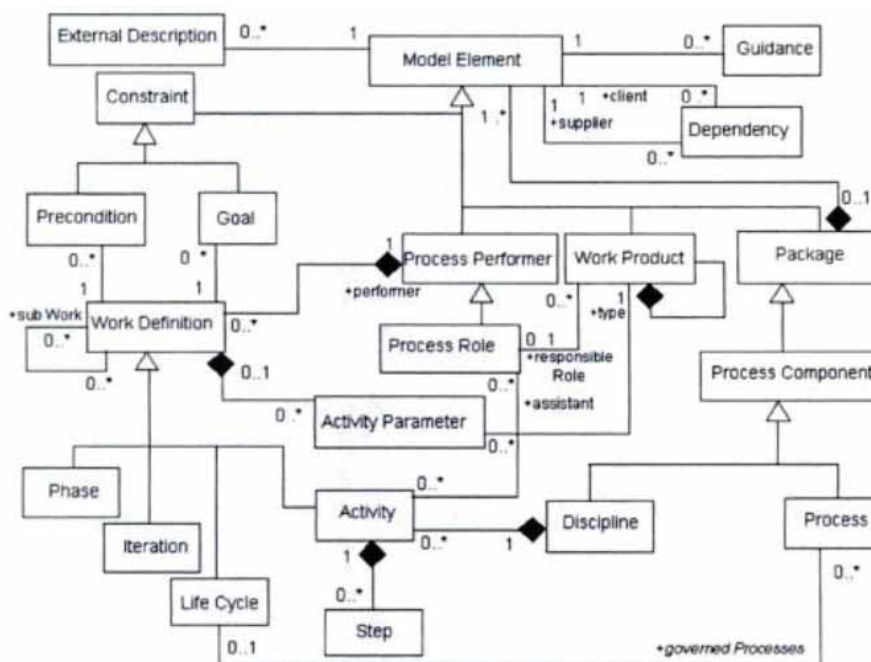 External Description
0..*
1
Model Element
1
0..*
Guidance
Constraint
1..*
1
+supplier
1
+client
0..*
Dependency
0..*
Precondition
Goal
0..1
0..*
0 *
1
Process Performer
Work Product
Package
1
1
+performer
0..*
1
+type
+sub Work
0..*
Work Definition
0..*
0..*
0..1
Process Role
0 1
+responsible
Role
Process Component
0..*
+assistant
0..*
Activity Parameter
0..*
Phase
Activity
0..*
0..*
1
Discipline
Process
Iteration
1
0..*
Life Cycle
0..*
Step
0..1
+governed Processes